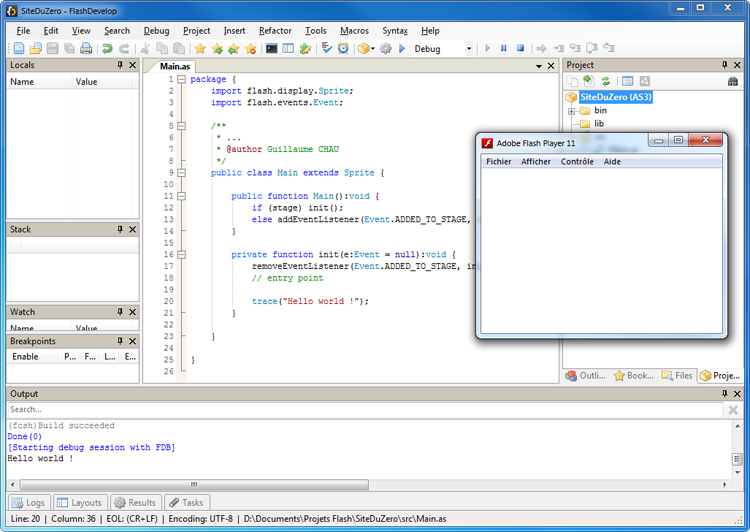 SiteDuZero - FlashDevelop
File Edit View Search Debug Project Insert Refactor Tools Macros Syntax Help
Debug
Locals
Name Value
Stack
Watch
Name Value
Breakpoints
Enable P... F... L... E...
Main.as
1 package {
2 import flash.display.Sprite;
3 import flash.events.Event;
4
5 /**
6 * ...
7 * @author Guillaume CHAU
8 */
9 public class Main extends Sprite {
10
11 public function Main():void {
12 if (stage) init();
13 else addEventListener(Event.ADDED_TO_STAGE,
14 }
15
16 private function init(e:Event = null):void {
17 removeEventListener(Event.ADDED_TO_STAGE, in
18 // entry point
19
20 trace("Hello world !");
21 }
22
23 }
24
25 }
26
Project
SiteDuZero (AS3)
bin
lib
Adobe Flash Player 11
Fichier Afficher Contrôle Aide
Outli... Book... Files Proje...
Output
Search...
(fcsh)Build succeeded
Done(0)
[Starting debug session with FDB]
Hello world !
Logs Layouts Results Tasks
Line: 20 | Column: 36 | EOL: (CR+LF) | Encoding: UTF-8 | D:\Documents\Projets Flash\SiteDuZero\src\Main.as